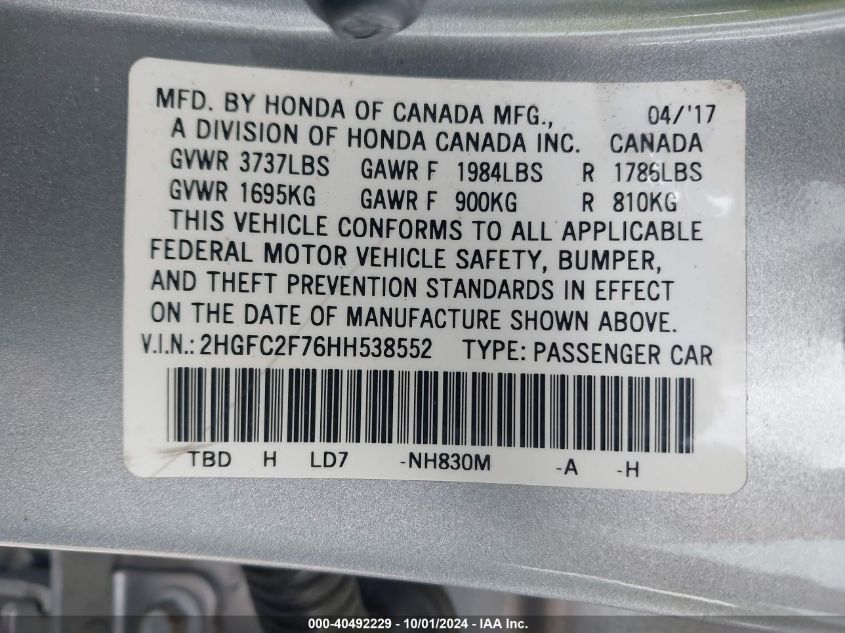 MFD. BY HONDA OF CANADA MFG., 04/'17
A DIVISION OF HONDA CANADA INC. CANADA
GVWR 3737LBS GAWR F 1984LBS R 1786LBS
GVWR 1695KG GAWR F 900KG R 810KG
THIS VEHICLE CONFORMS TO ALL APPLICABLE
FEDERAL MOTOR VEHICLE SAFETY, BUMPER,
AND THEFT PREVENTION STANDARDS IN EFFECT
ON THE DATE OF MANUFACTURE SHOWN ABOVE.
V.I.N.: 2HGFC2F76HH538552 TYPE: PASSENGER CAR
TBD H LD7 -NH830M -A -H
000-40492229 - 10/01/2024 - IAAI.com